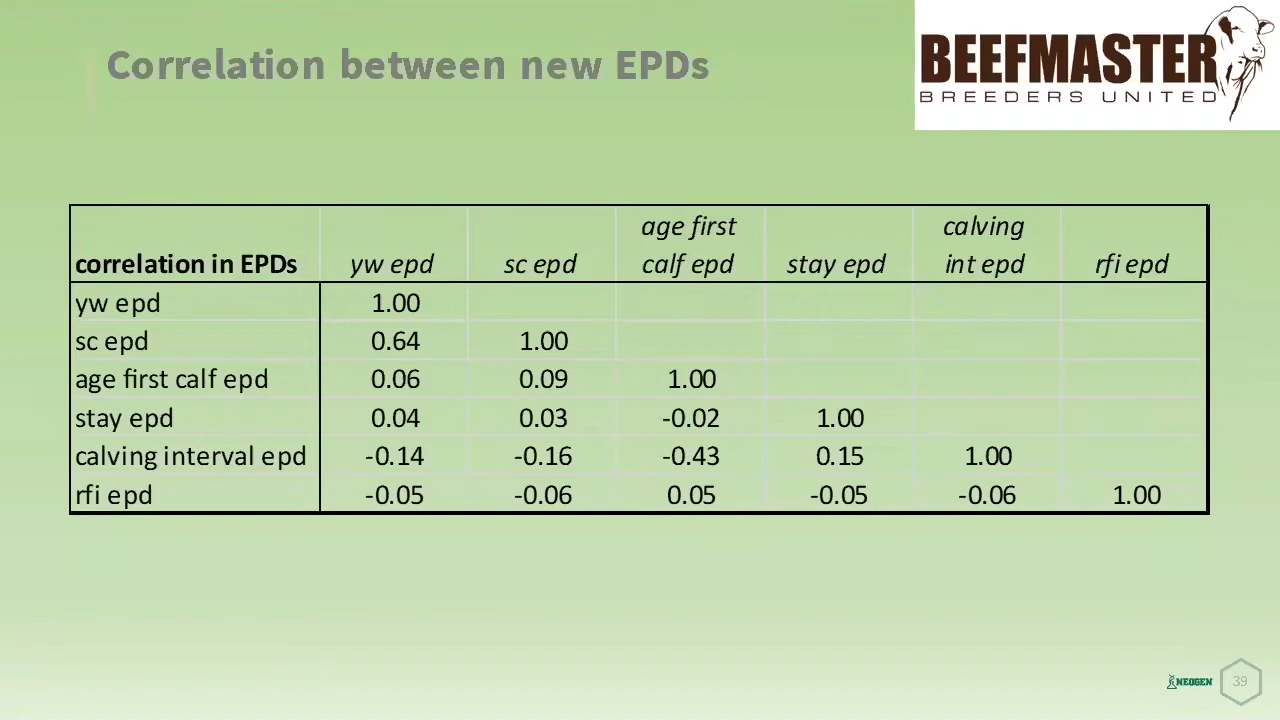 Correlation between new EPDs
BEEFMASTER
BREEDERS UNITED
age first calving
correlation in EPDs yw epd sc epd calf epd stay epd int epd rfi epd
yw epd 1.00
sc epd 0.64 1.00
age first calf epd 0.06 0.09 1.00
stay epd 0.04 0.03 -0.02 1.00
calving interval epd -0.14 -0.16 -0.43 0.15 1.00
rfi epd -0.05 -0.06 0.05 -0.05 -0.06 1.00
NEOGEN
39